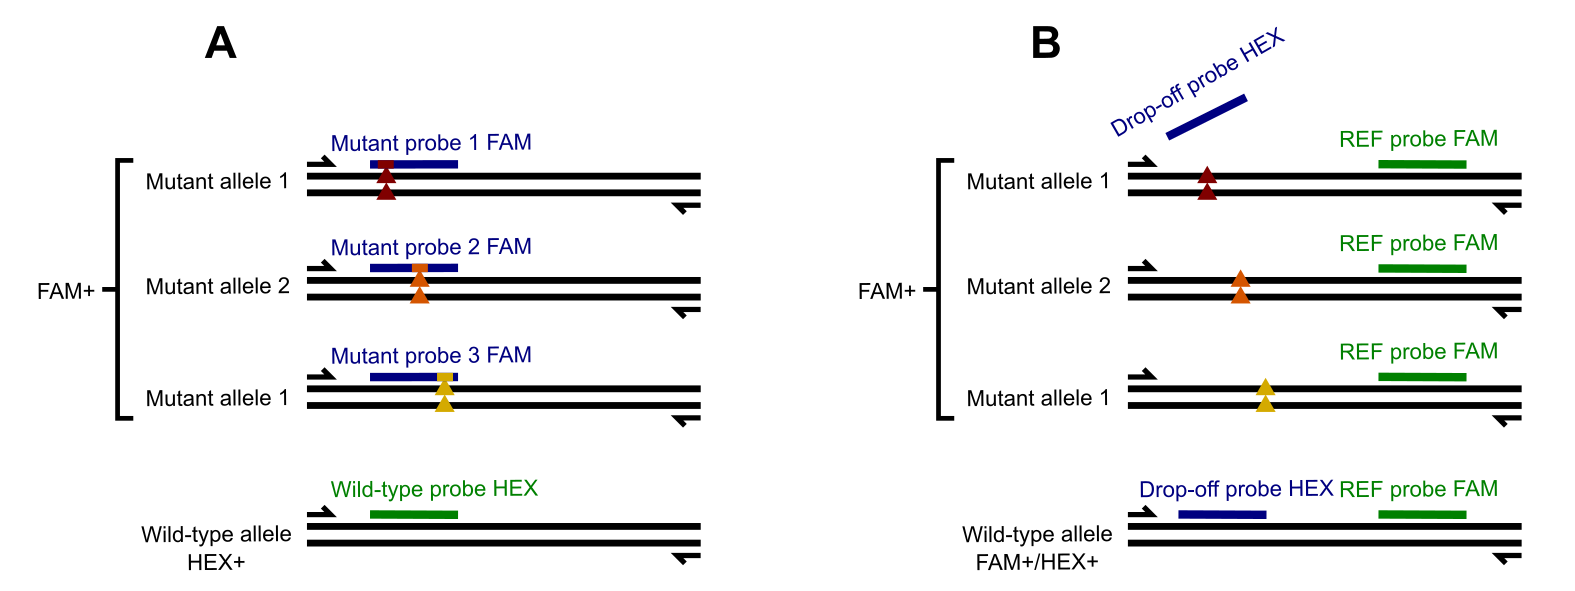 A
Mutant probe 1 FAM
Mutant allele 1
Mutant probe 2 FAM
FAM+
Mutant allele 2
Mutant probe 3 FAM
Mutant allele 1
Wild-type probe HEX
Wild-type allele
HEX+
B
Drop-off probe HEX
REF probe FAM
Mutant allele 1
REF probe FAM
FAM+
Mutant allele 2
REF probe FAM
Mutant allele 1
Drop-off probe HEX
REF probe FAM
Wild-type allele
FAM+/HEX+